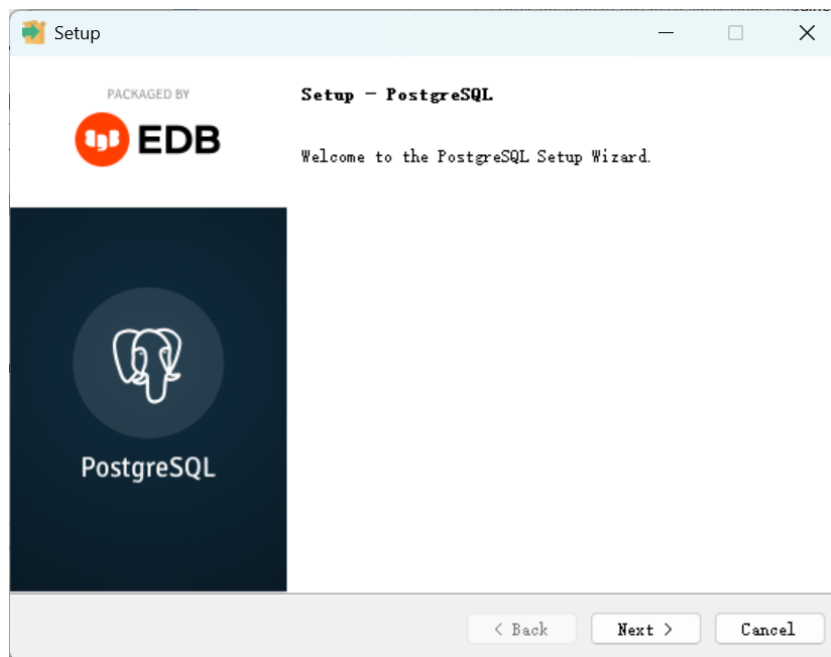 Setup
PACKAGED BY
EDB
Setup - PostgreSQL
Welcome to the PostgreSQL Setup Wizard.
PostgreSQL
< Back
Next >
Cancel